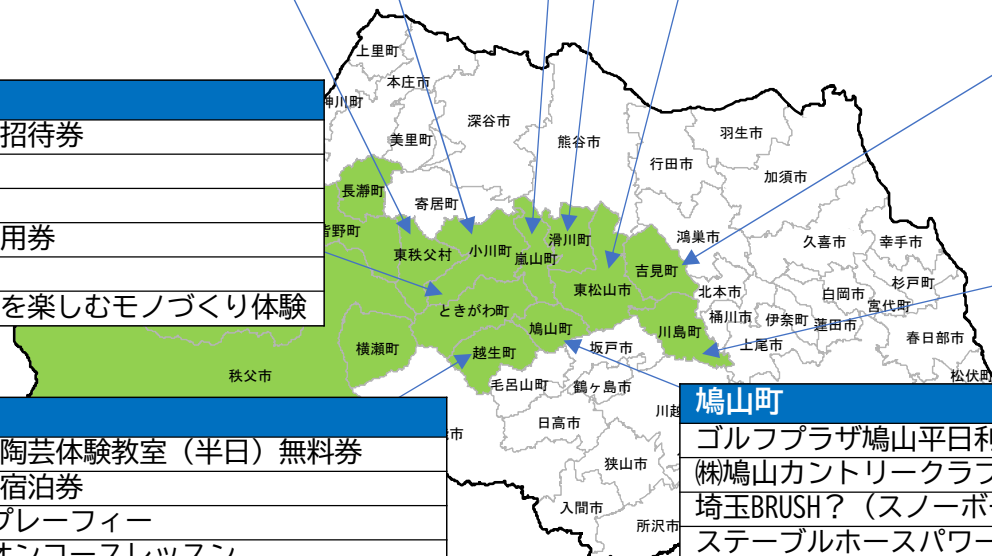 上里町
本庄市
神川町
美里町
深谷市
熊谷市
羽生市
行田市
加須市
長瀞町
寄居町
皆野町
東秩父村
小川町
嵐山町
滑川町
吉見町
鴻巣市
久喜市
幸手市
北本市
杉戸町
白岡市
宮代町
東松山市
ときがわ町
桶川市
伊奈町
蓮田市
春日部市
川島町
上尾市
鳩山町
坂戸市
横瀬町
越生町
秩父市
松伏町
毛呂山町
鶴ヶ島市
日高市
川越
市
狭山市
入間市
所沢市
招待券
用券
を楽しむモノづくり体験
陶芸体験教室（半日）無料券
宿泊券
プレーフィー
オンコースレッスン
鳩山町
ゴルフプラザ鳩山平日利
㈱鳩山カントリークラブ
埼玉BRUSH？（スノーボー
ステーブルホースパワー